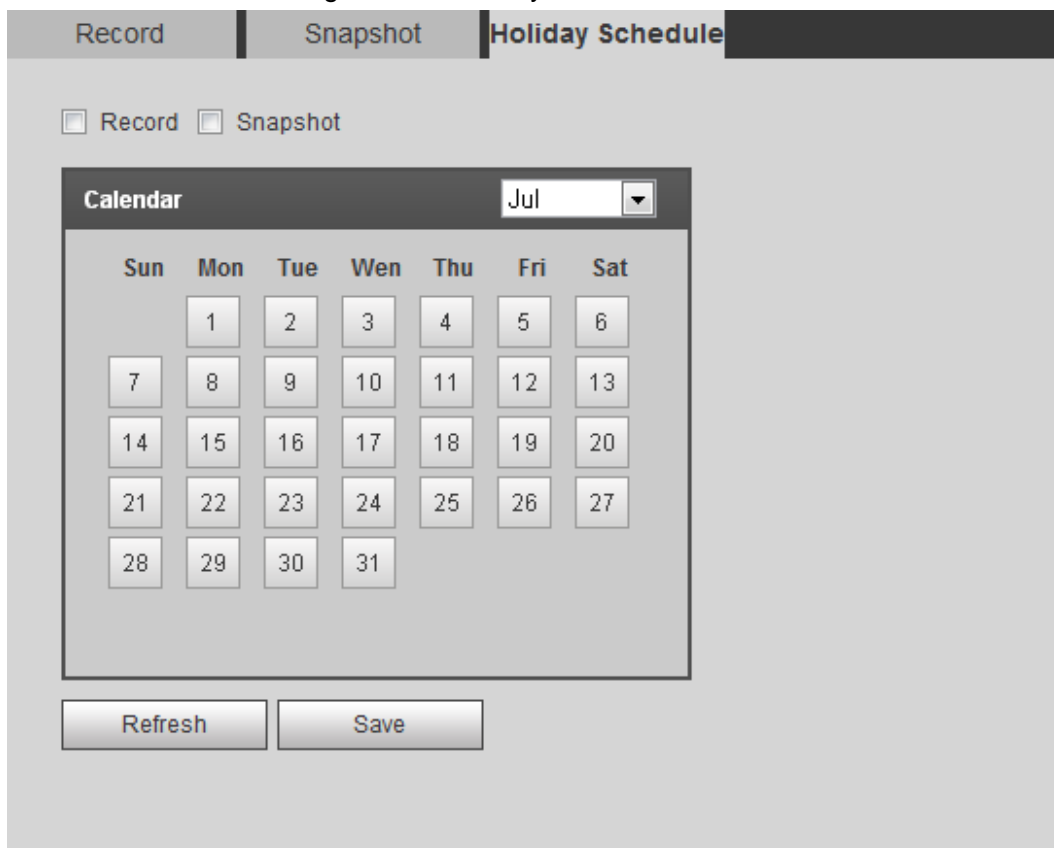 Record Snapshot Holiday Schedule
Record Snapshot
Calendar Jul
Sun Mon Tue Wen Thu Fri Sat
1 2 3 4 5 6
7 8 9 10 11 12 13
14 15 16 17 18 19 20
21 22 23 24 25 26 27
28 29 30 31
Refresh Save